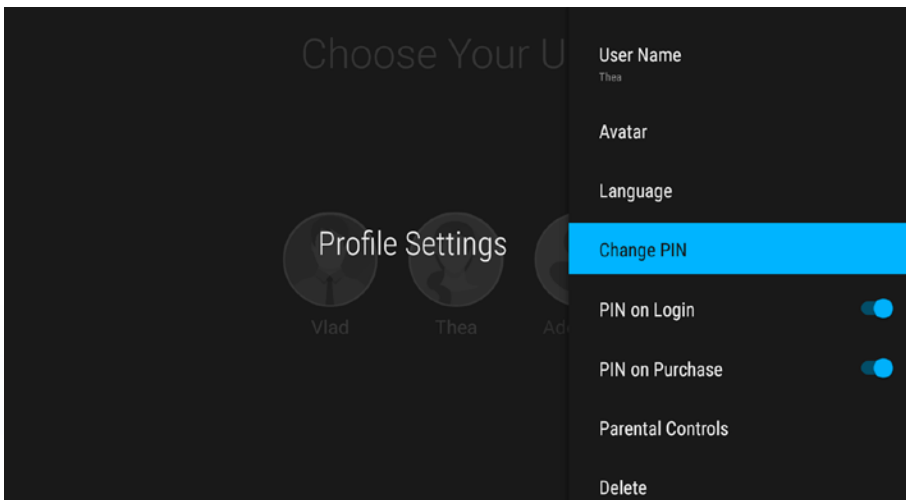 Choose Your U
Profile Settings
Vlad
Thea
Ad
User Name
Thea
Avatar
Language
Change PIN
PIN on Login
PIN on Purchase
Parental Controls
Delete